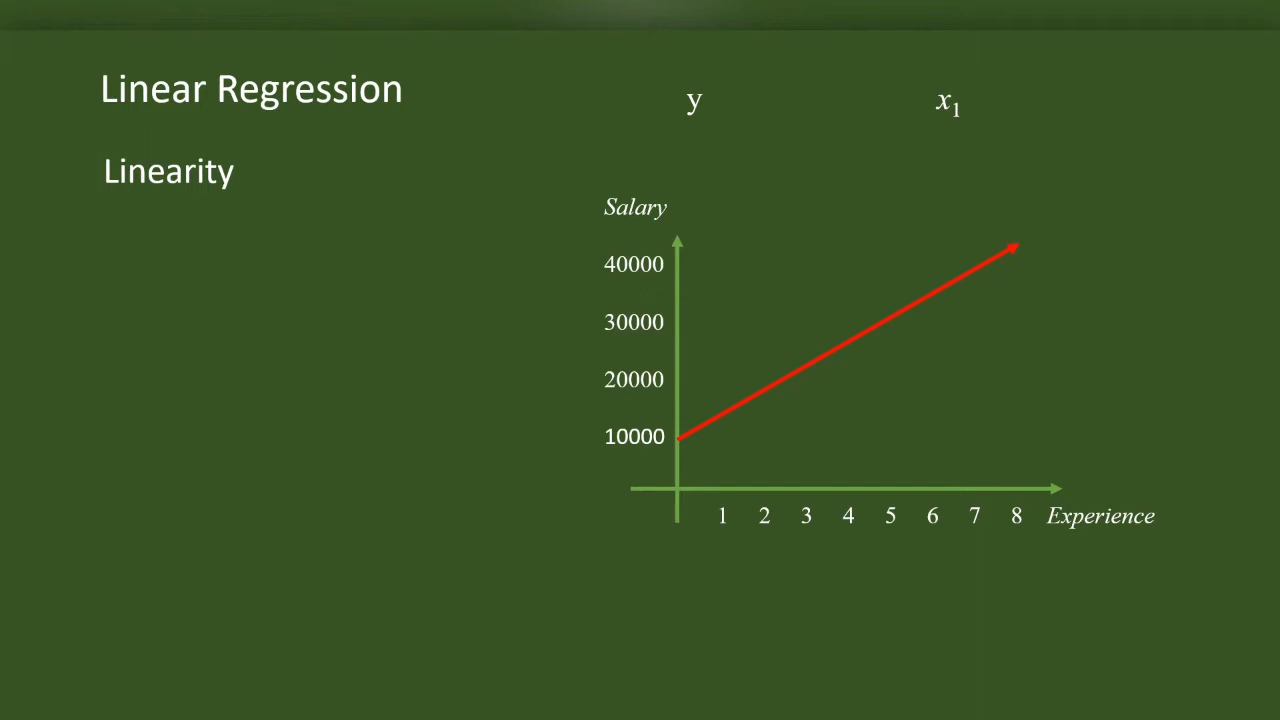 Linear Regression
y x₁
Linearity
Salary
40000
30000
20000
10000
1 2 3 4 5 6 7 8 Experience